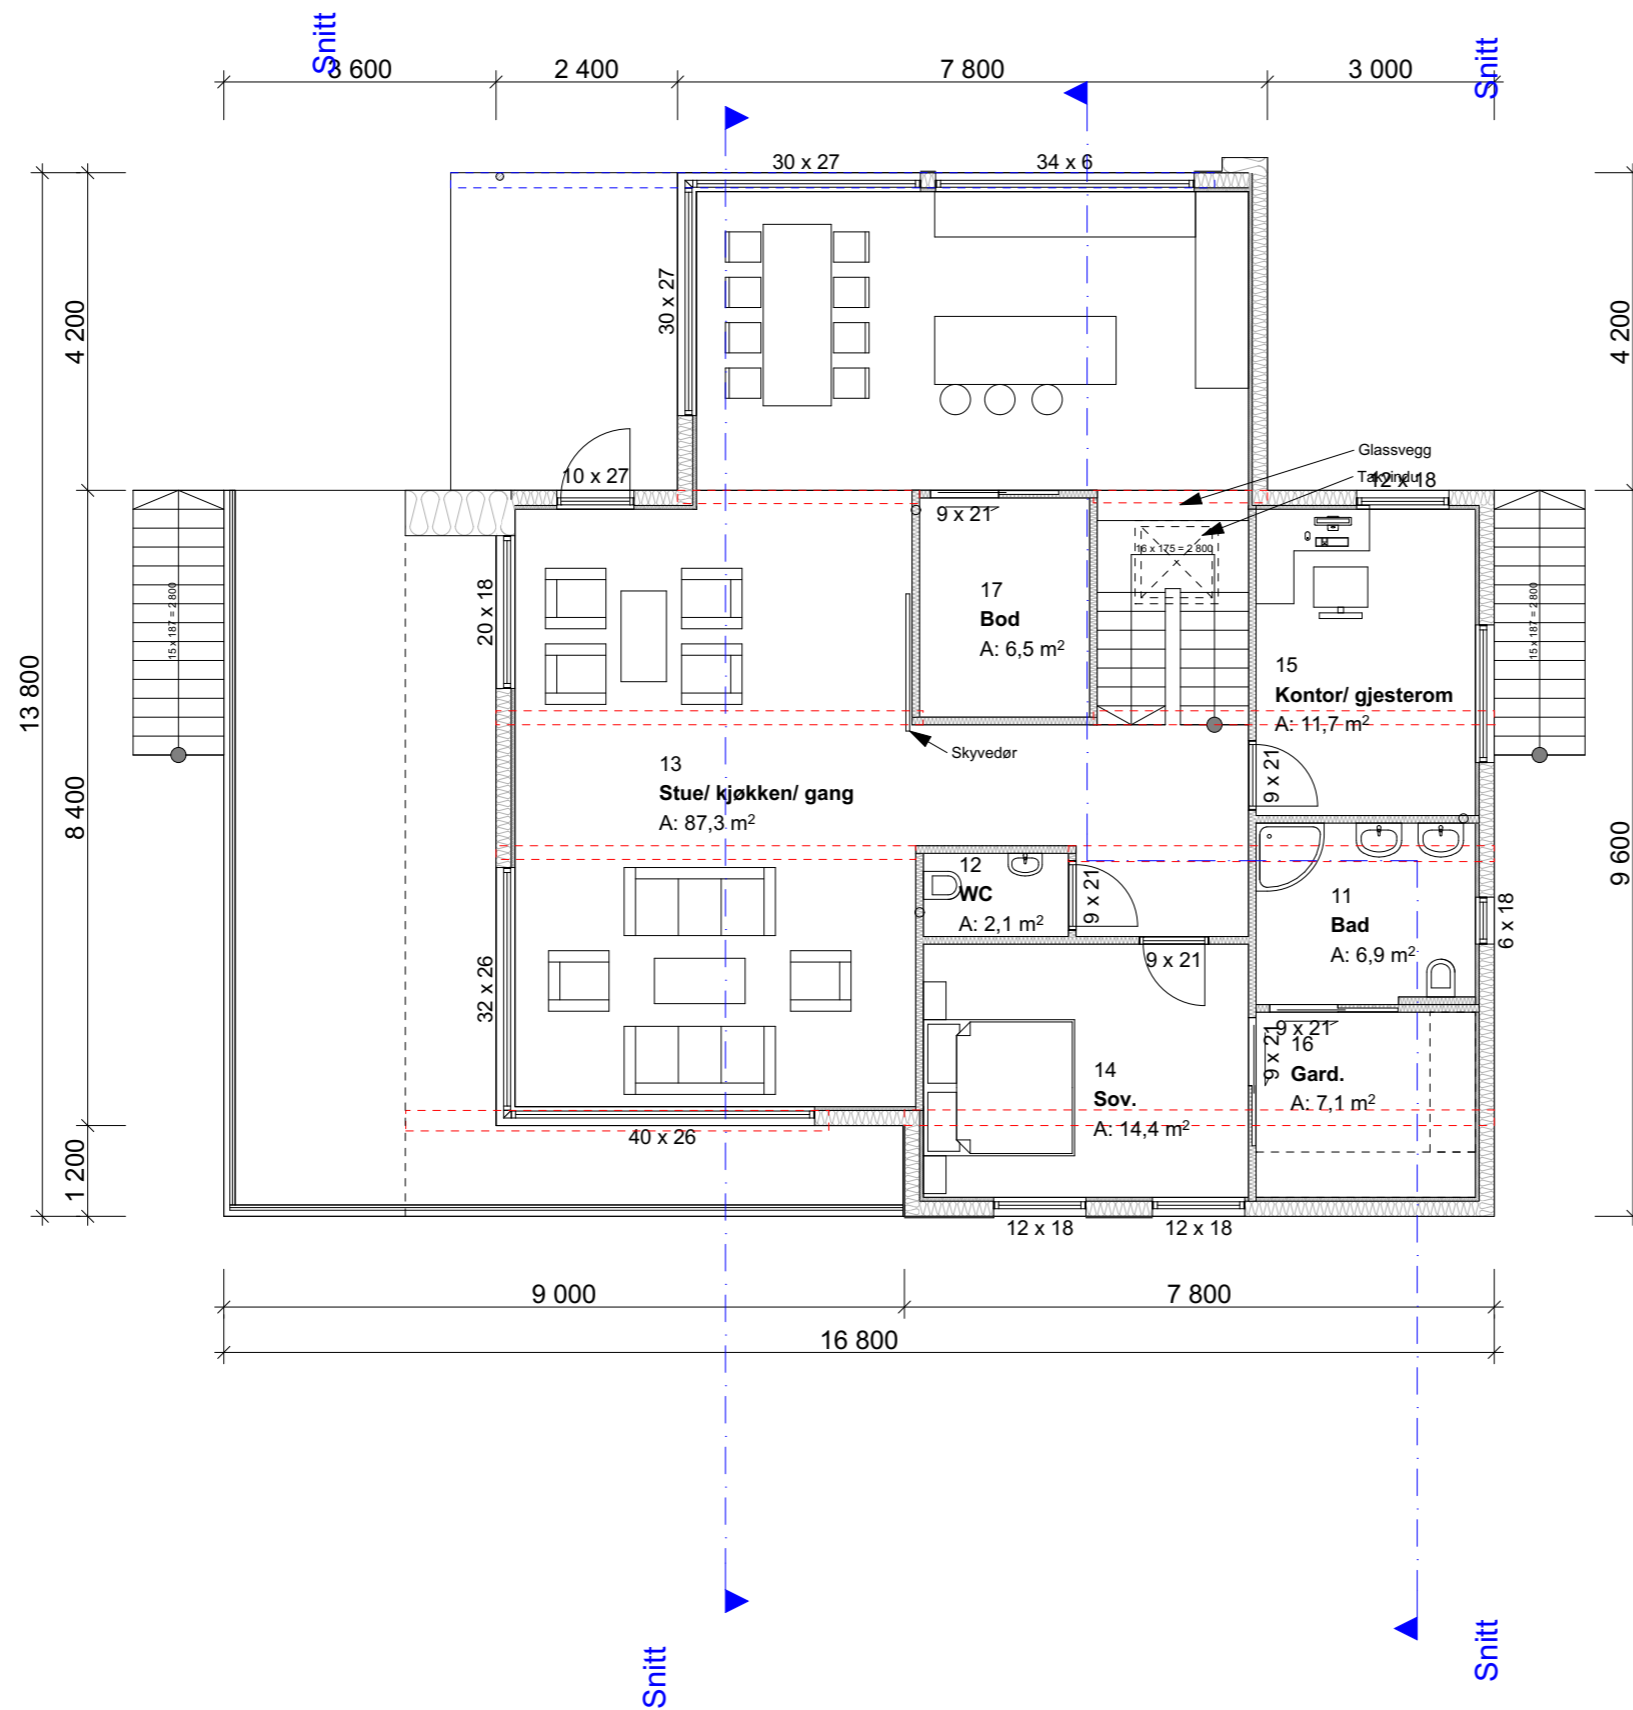 Snitt
Snitt
3 600
2 400
7 800
3 000
30 x 27
34 x 6
4 200
30 x 27
4 200
Glassvegg
Takvindu
12 x 18
10 x 27
9 x 21
16 x 175 = 2 800
15 x 187 = 2 800
15 x 187 = 2 800
20 x 18
17
Bod
A: 6,5 m²
15
Kontor/ gjesterom
A: 11,7 m²
13 800
Skyvedør
9 x 21
13
Stue/ kjøkken/ gang
A: 87,3 m²
8 400
9 600
12
WC
A: 2,1 m²
9 x 21
11
Bad
A: 6,9 m²
6 x 18
9 x 21
32 x 26
9 x 21
9 x 21
16
Gard.
A: 7,1 m²
14
Sov.
A: 14,4 m²
40 x 26
1 200
12 x 18
12 x 18
9 000
7 800
16 800
Snitt
Snitt